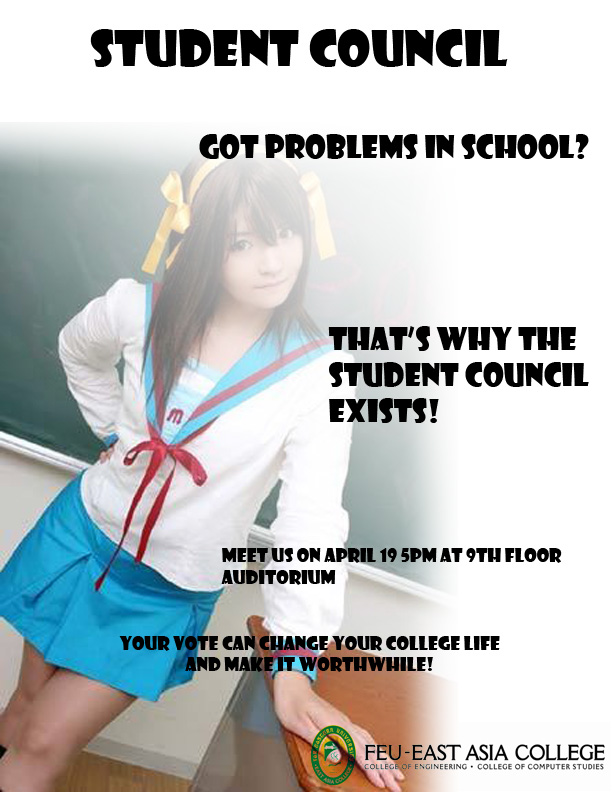 STUDENT COUNCIL
GOT PROBLEMS IN SCHOOL?
THAT'S WHY THE
STUDENT COUNCIL
EXISTS!
MEET US ON APRIL 19 5PM AT 9TH FLOOR
AUDITORIUM
YOUR VOTE CAN CHANGE YOUR COLLEGE LIFE
AND MAKE IT WORTHWHILE!
FEU-EAST ASIA COLLEGE
COLLEGE OF ENGINEERING • COLLEGE OF COMPUTER STUDIES